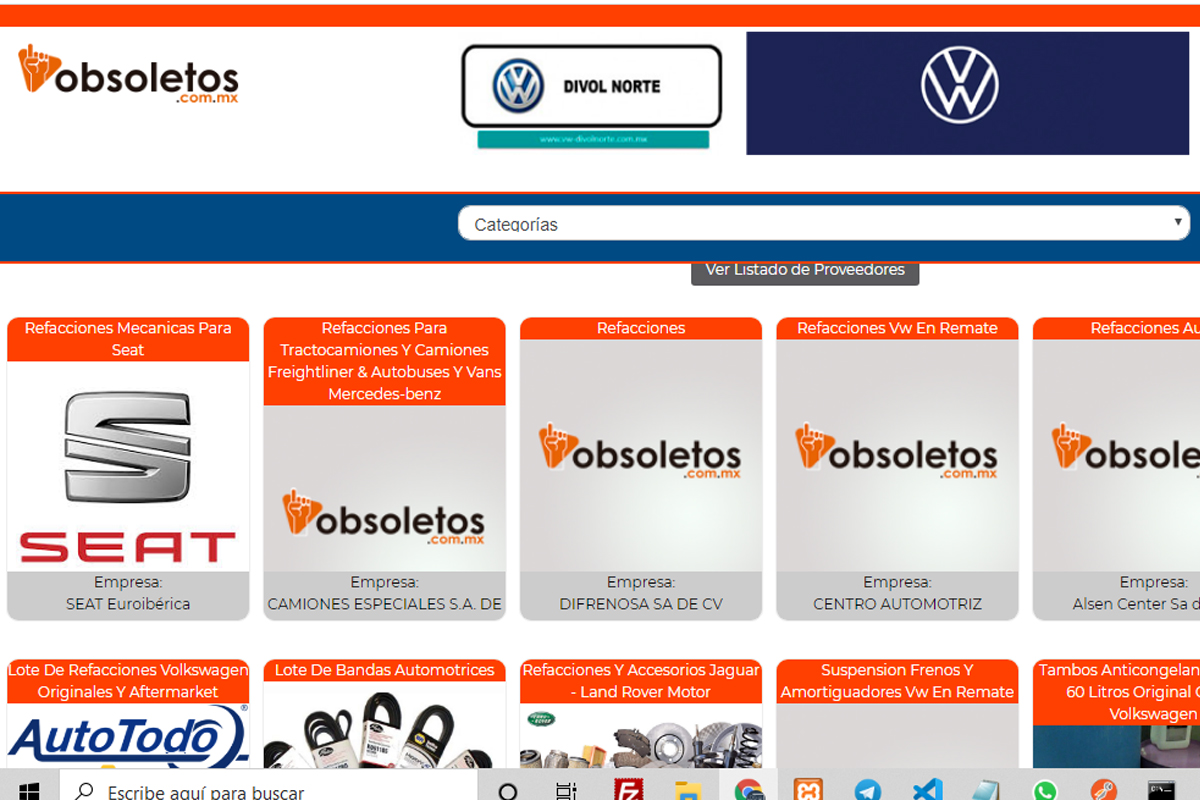 obsoletos
.com.mx
DIVOL NORTE
www.vw-divolnorte.com.mx
Categorías
Ver Listado de Proveedores
Refacciones Mecanicas Para
Seat
SEAT
Empresa:
SEAT Euroibérica
Refacciones Para
Tractocamiones Y Camiones
Freightliner & Autobuses Y Vans
Mercedes-benz
obsoletos
.com.mx
Empresa:
CAMIONES ESPECIALES S.A. DE
Refacciones
obsoletos
.com.mx
Empresa:
DIFRENOSA SA DE CV
Refacciones Vw En Remate
obsoletos
.com.mx
Empresa:
CENTRO AUTOMOTRIZ
Refacciones Au
obsole
Empresa:
Alsen Center Sa d
Lote De Refacciones Volkswagen
Originales Y Aftermarket
AutoTodo®
Lote De Bandas Automotrices
Refacciones Y Accesorios Jaguar
- Land Rover Motor
Suspension Frenos Y
Amortiguadores Vw En Remate
Tambos Anticongelan
60 Litros Original
Volkswagen
Escribe aquí para buscar